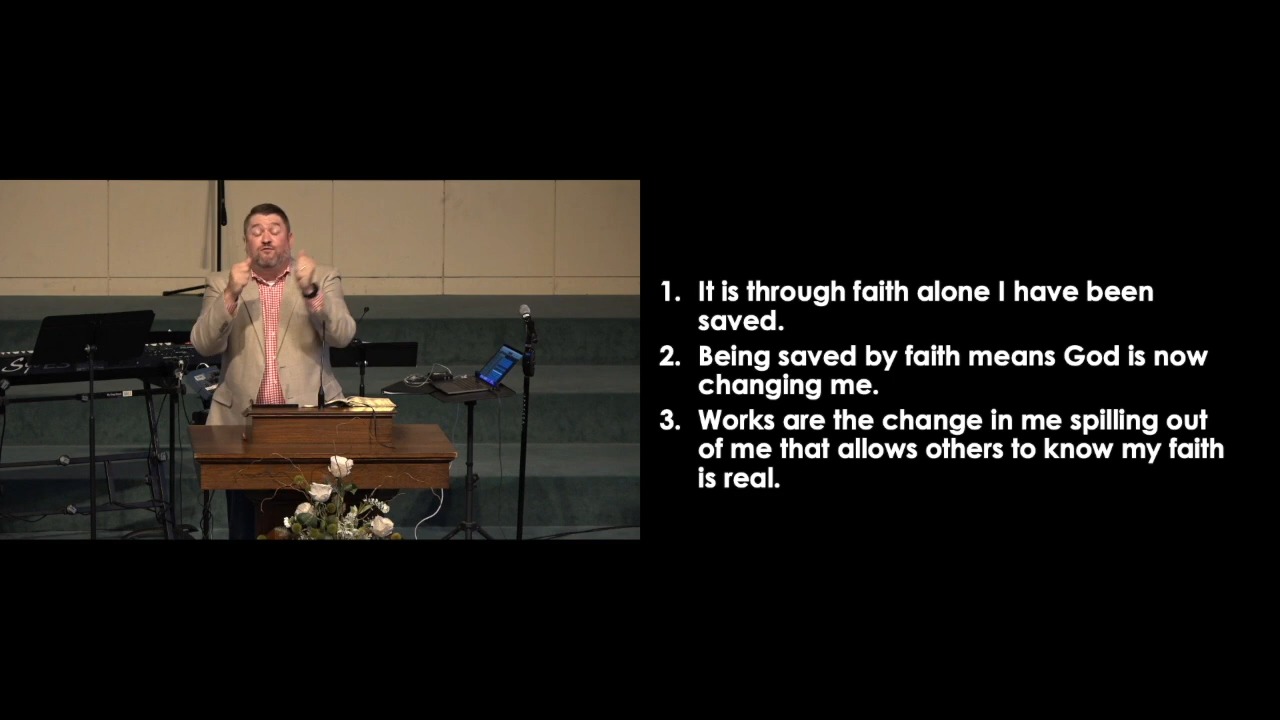 1. It is through faith alone I have been
saved.
2. Being saved by faith means God is now
changing me.
3. Works are the change in me spilling out
of me that allows others to know my faith
is real.